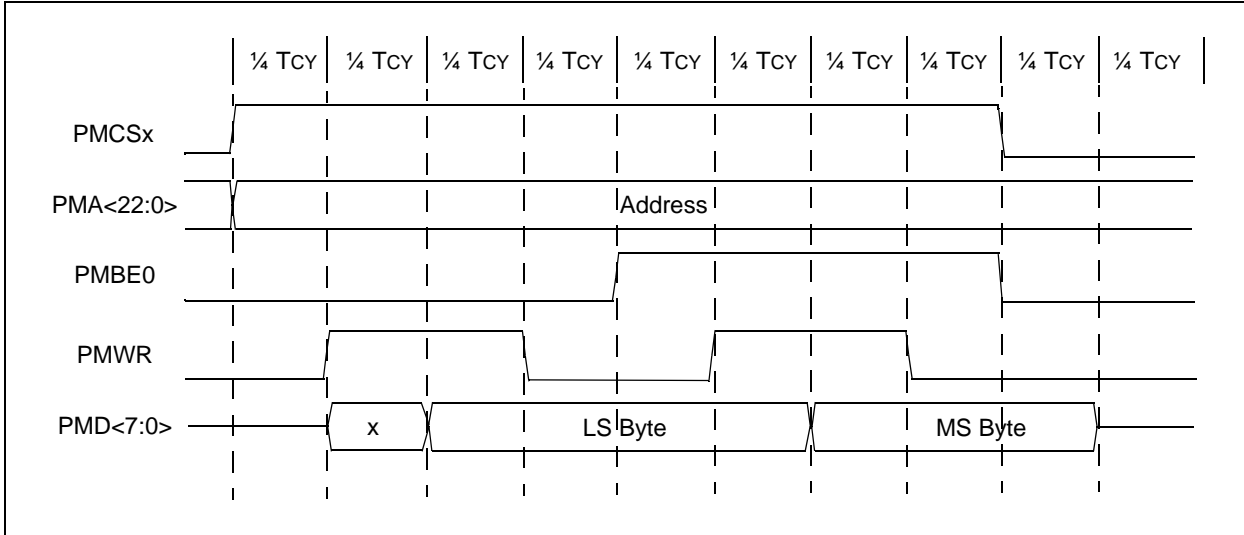 ¼ TCY ¼ TCY ¼ TCY ¼ TCY ¼ TCY ¼ TCY ¼ TCY ¼ TCY ¼ TCY ¼ TCY
PMCSx
PMA<22:0> Address
PMBE0
PMWR
PMD<7:0> x LS Byte MS Byte